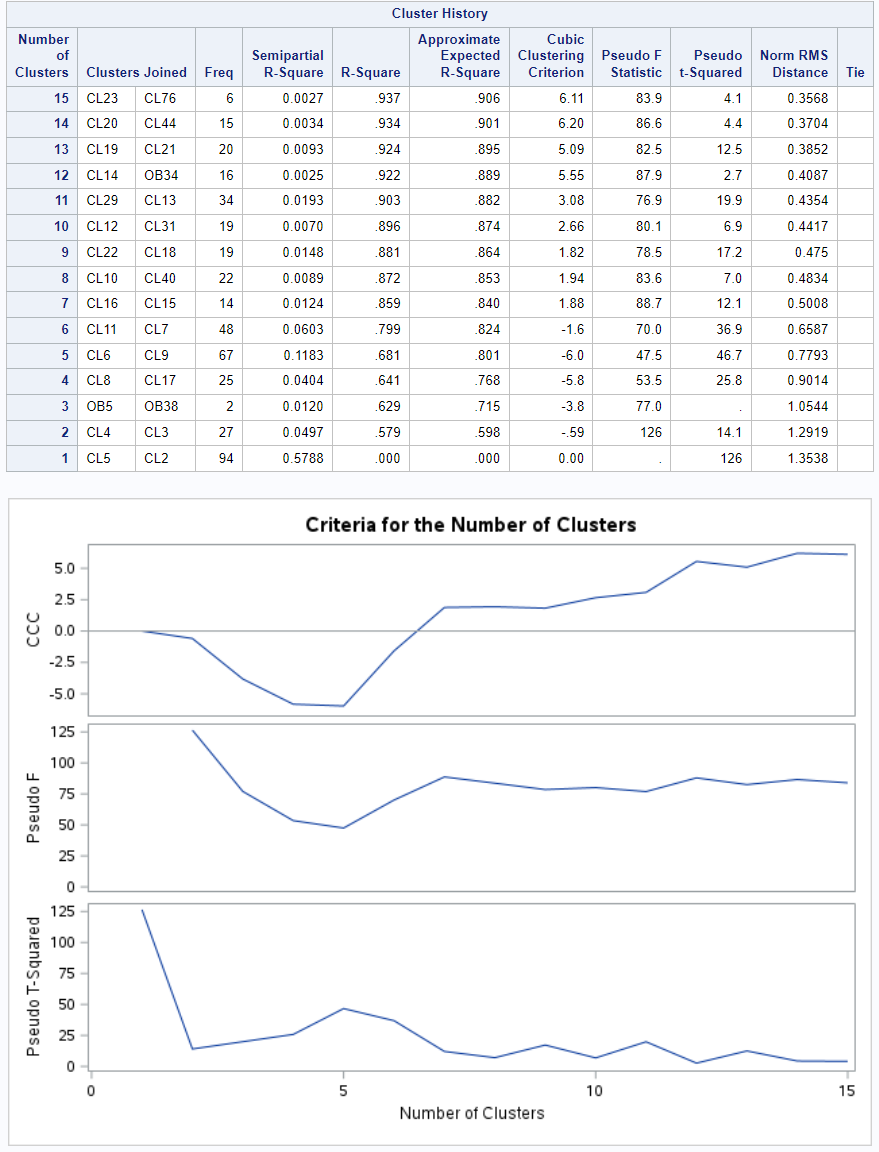 Cluster History
Number of Clusters Clusters Joined Freq Semipartial R-Square R-Square Approximate Expected R-Square Cubic Clustering Criterion Pseudo F Statistic Pseudo t-Squared Norm RMS Distance Tie
15 CL23 CL76 6 0.0027 .937 .906 6.11 83.9 4.1 0.3568
14 CL20 CL44 15 0.0034 .934 .901 6.20 86.6 4.4 0.3704
13 CL19 CL21 20 0.0093 .924 .895 5.09 82.5 12.5 0.3852
12 CL14 OB34 16 0.0025 .922 .889 5.55 87.9 2.7 0.4087
11 CL29 CL13 34 0.0193 .903 .882 3.08 76.9 19.9 0.4354
10 CL12 CL31 19 0.0070 .896 .874 2.66 80.1 6.9 0.4417
9 CL22 CL18 19 0.0148 .881 .864 1.82 78.5 17.2 0.475
8 CL10 CL40 22 0.0089 .872 .853 1.94 83.6 7.0 0.4834
7 CL16 CL15 14 0.0124 .859 .840 1.88 88.7 12.1 0.5008
6 CL11 CL7 48 0.0603 .799 .824 -1.6 70.0 36.9 0.6587
5 CL6 CL9 67 0.1183 .681 .801 -6.0 47.5 46.7 0.7793
4 CL8 CL17 25 0.0404 .641 .768 -5.8 53.5 25.8 0.9014
3 OB5 OB38 2 0.0120 .629 .715 -3.8 77.0 . 1.0544
2 CL4 CL3 27 0.0497 .579 .598 -.59 126 14.1 1.2919
1 CL5 CL2 94 0.5788 .000 .000 0.00 . 126 1.3538
Criteria for the Number of Clusters
CCC
5.0
2.5
0.0
-2.5
-5.0
Pseudo F
125
100
75
50
25
0
Pseudo T-Squared
125
100
75
50
25
0
0 5 10 15
Number of Clusters